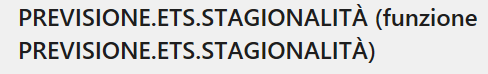 PREVISIONE.ETS.STAGIONALITÀ (funzione
PREVISIONE.ETS.STAGIONALITÀ)